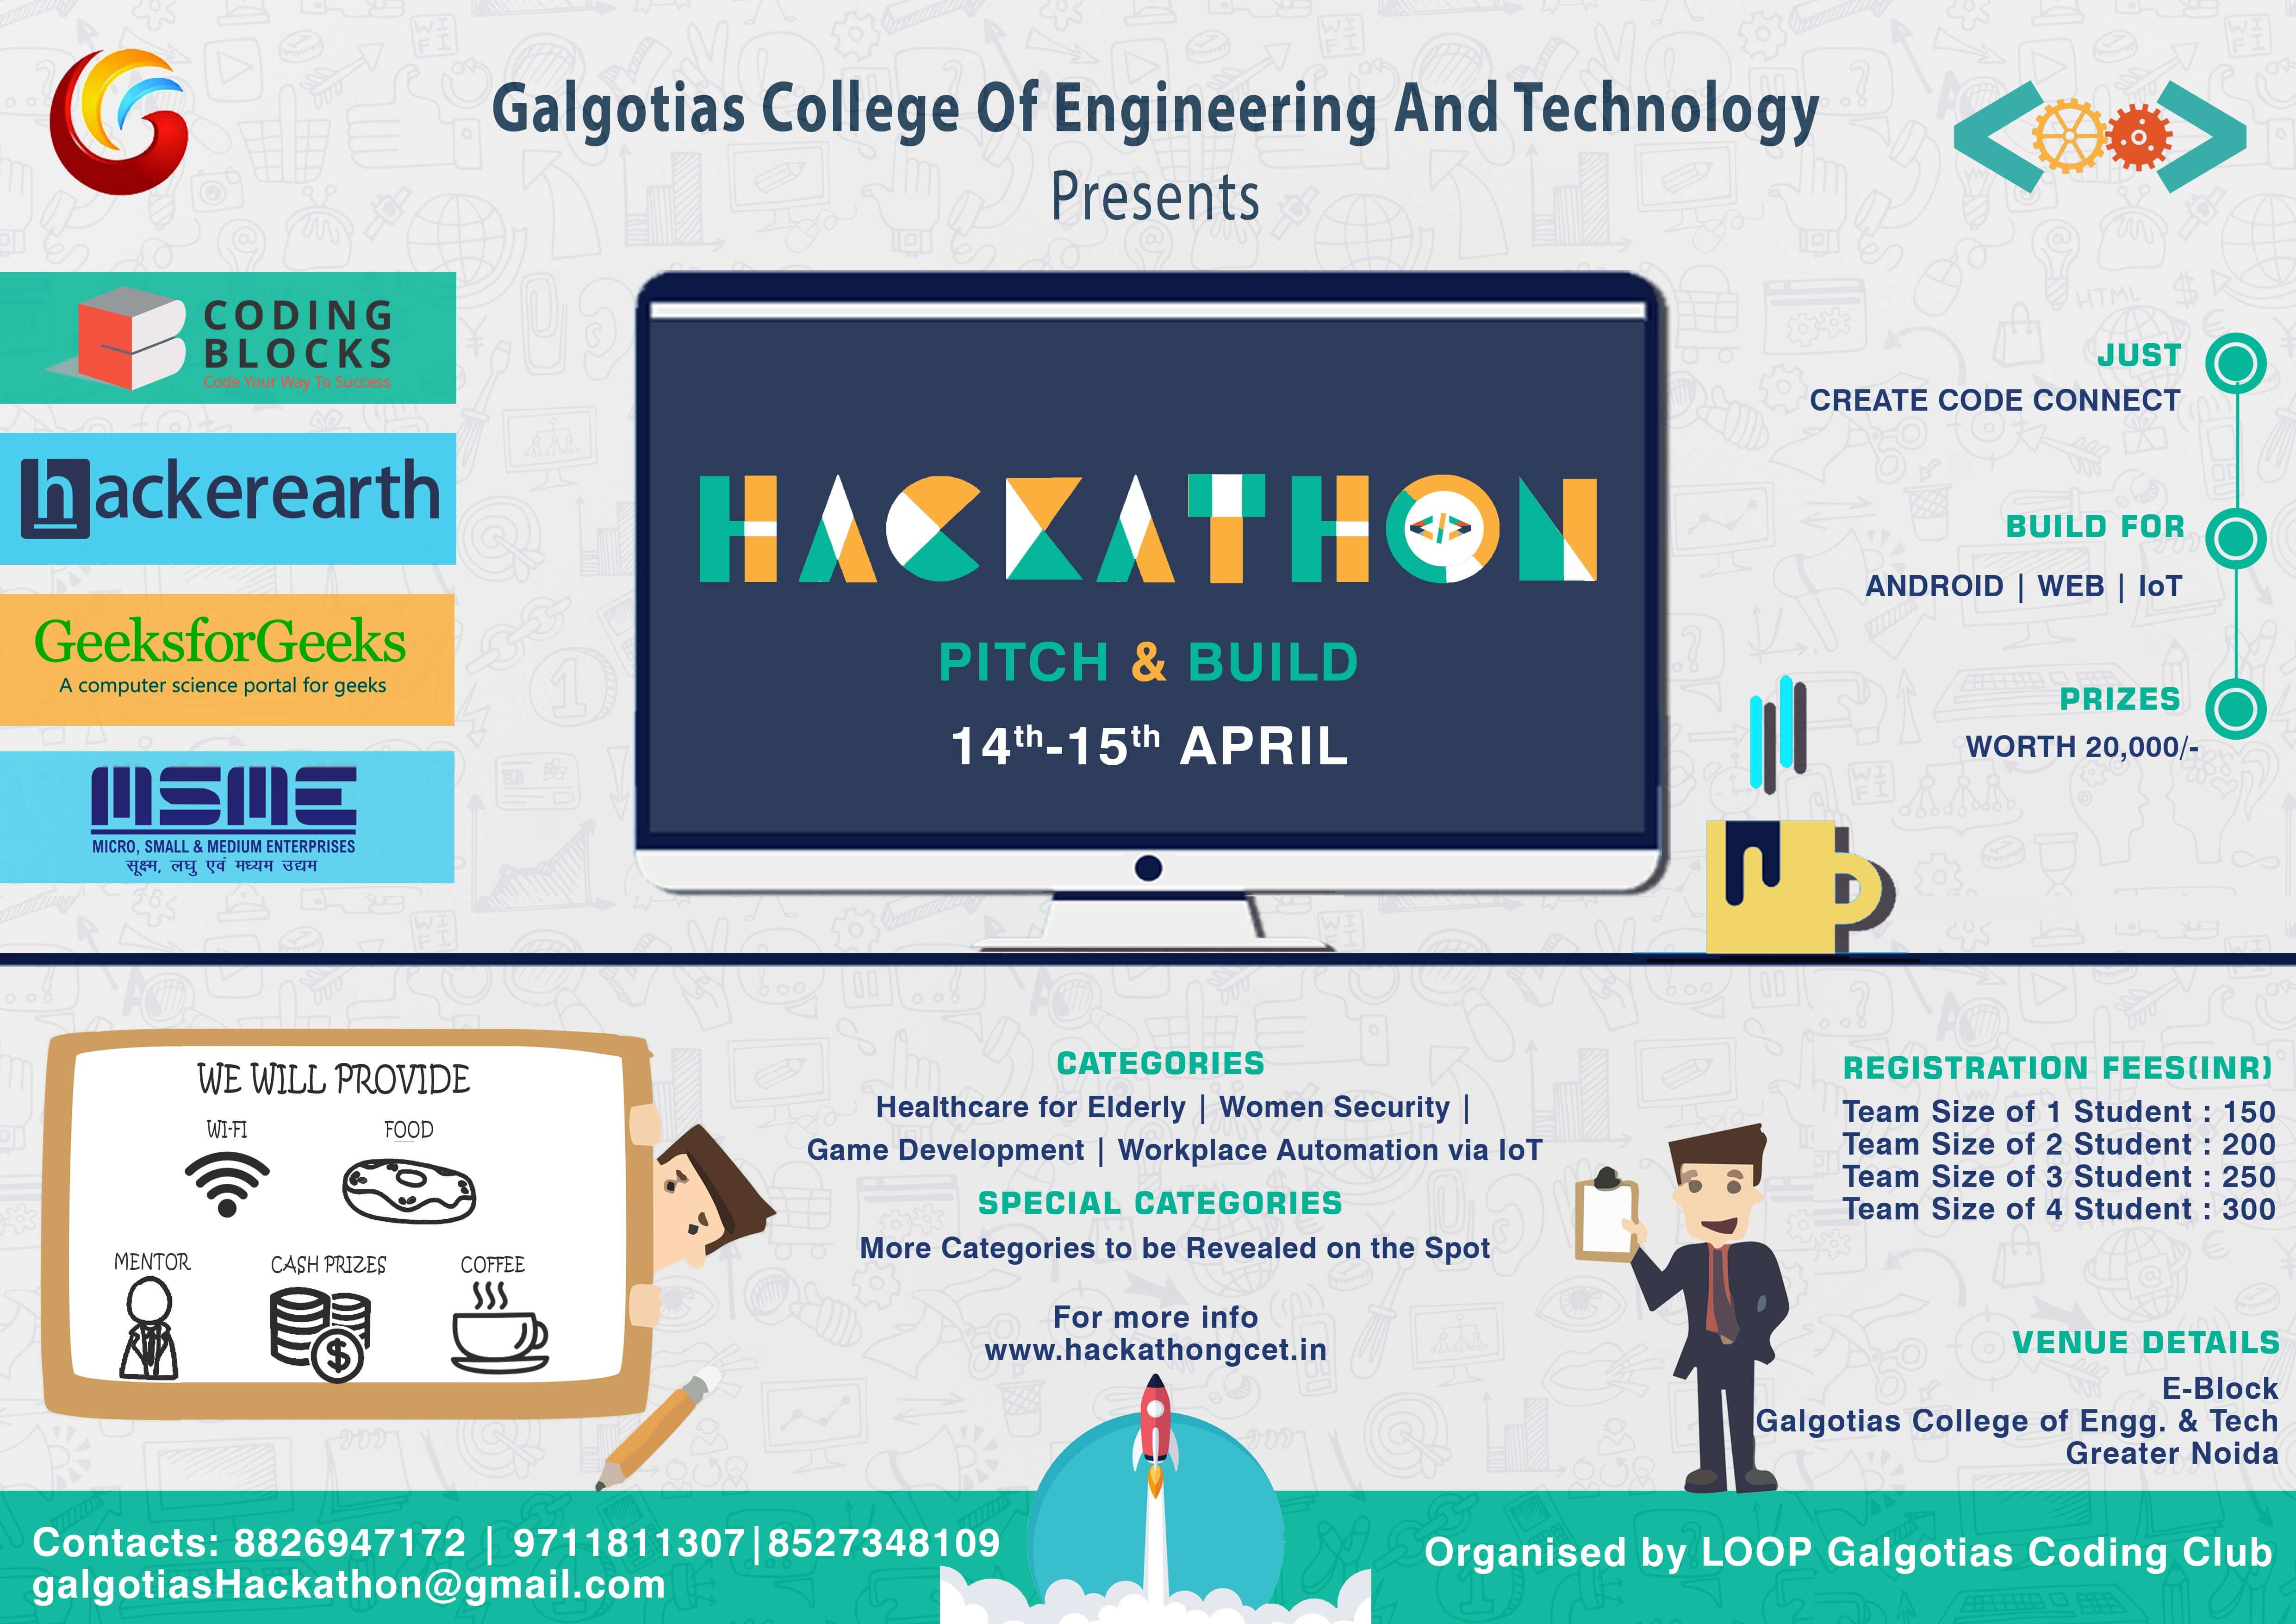 Galgotias College Of Engineering And Technology
Presents
CODING
BLOCKS
Code Your Way To Success
hackerearth
GeeksforGeeks
A computer science portal for geeks
MSME
MICRO, SMALL & MEDIUM ENTERPRISES
सूक्ष्म, लघु एवं मध्यम उद्यम
HACKATHON
PITCH & BUILD
14th-15th APRIL
JUST
CREATE CODE CONNECT
BUILD FOR
ANDROID | WEB | IoT
PRIZES
WORTH 20,000/-
WE WILL PROVIDE
WI-FI
FOOD
MENTOR
CASH PRIZES
COFFEE
CATEGORIES
Healthcare for Elderly | Women Security |
Game Development | Workplace Automation via IoT
SPECIAL CATEGORIES
More Categories to be Revealed on the Spot
For more info
www.hackathongcet.in
REGISTRATION FEES(INR)
Team Size of 1 Student : 150
Team Size of 2 Student : 200
Team Size of 3 Student : 250
Team Size of 4 Student : 300
VENUE DETAILS
E-Block
Galgotias College of Engg. & Tech
Greater Noida
Contacts: 8826947172 | 9711811307|8527348109
galgotiasHackathon@gmail.com
Organised by LOOP Galgotias Coding Club